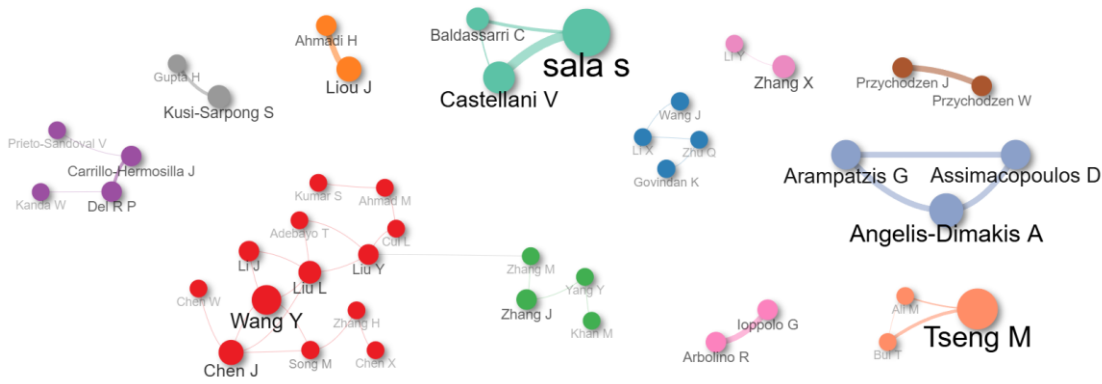 Ahmadi H
Liou J
Baldassarri C
sala s
Castellani V
LI Y
Zhang X
Przychodzen J
Przychodzen W
Gupta H
Kusi-Sarpong S
Wang J
LI X
Zhu Q
Govindan K
Prieto-Sandoval V
Carrillo-Hermosilla J
Kanda W
Del R P
Arampatzis G
Assimacopoulos D
Angelis-Dimakis A
Kumar S
Ahmad M
Adebayo T
Cui L
LI J
Liu L
Liu Y
Zhang M
Yang Y
Zhang J
Khan M
Chen W
Wang Y
Zhang H
Chen J
Song M
Chen X
Ioppolo G
Arbolino R
Ali M
Tseng M
Bui T